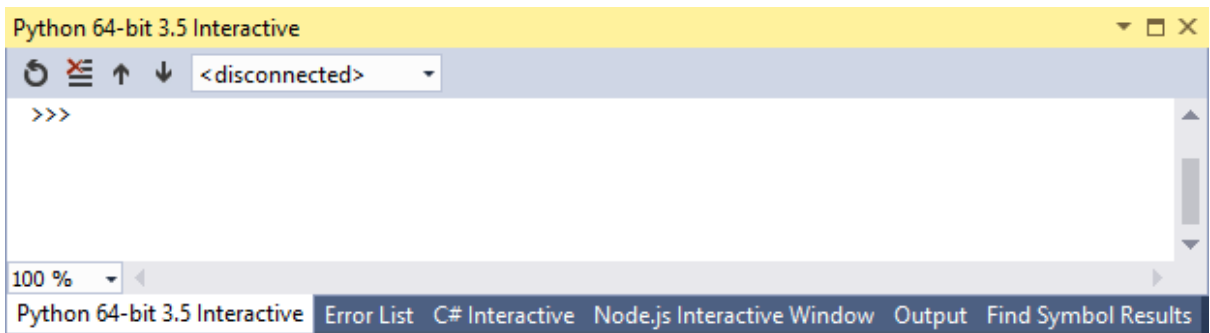 Python 64-bit 3.5 Interactive
<disconnected>
>>>
100 %
Python 64-bit 3.5 Interactive Error List C# Interactive Node.js Interactive Window Output Find Symbol Results